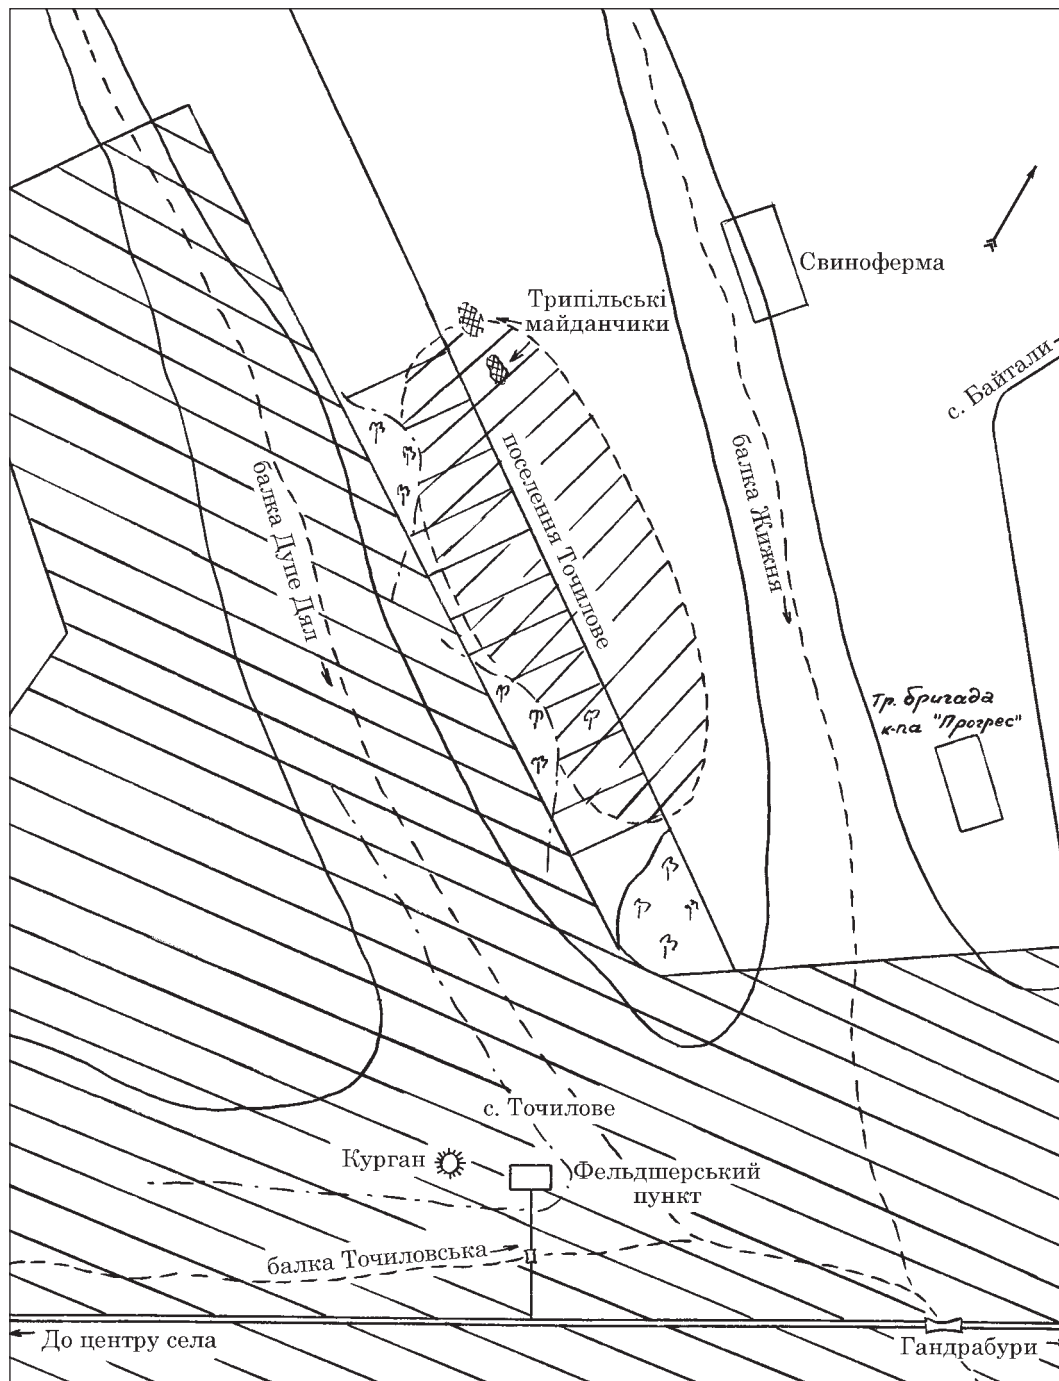 Свиноферма
Трипільські
майданчики
с. Байтали
балка Жижня
поселення Точилове
балка Дупе Дял
Тр. бригада
к-па "Прогрес"
с. Точилове
Курган
Фельдшерський
пункт
балка Точиловська
До центру села
Гандрабури